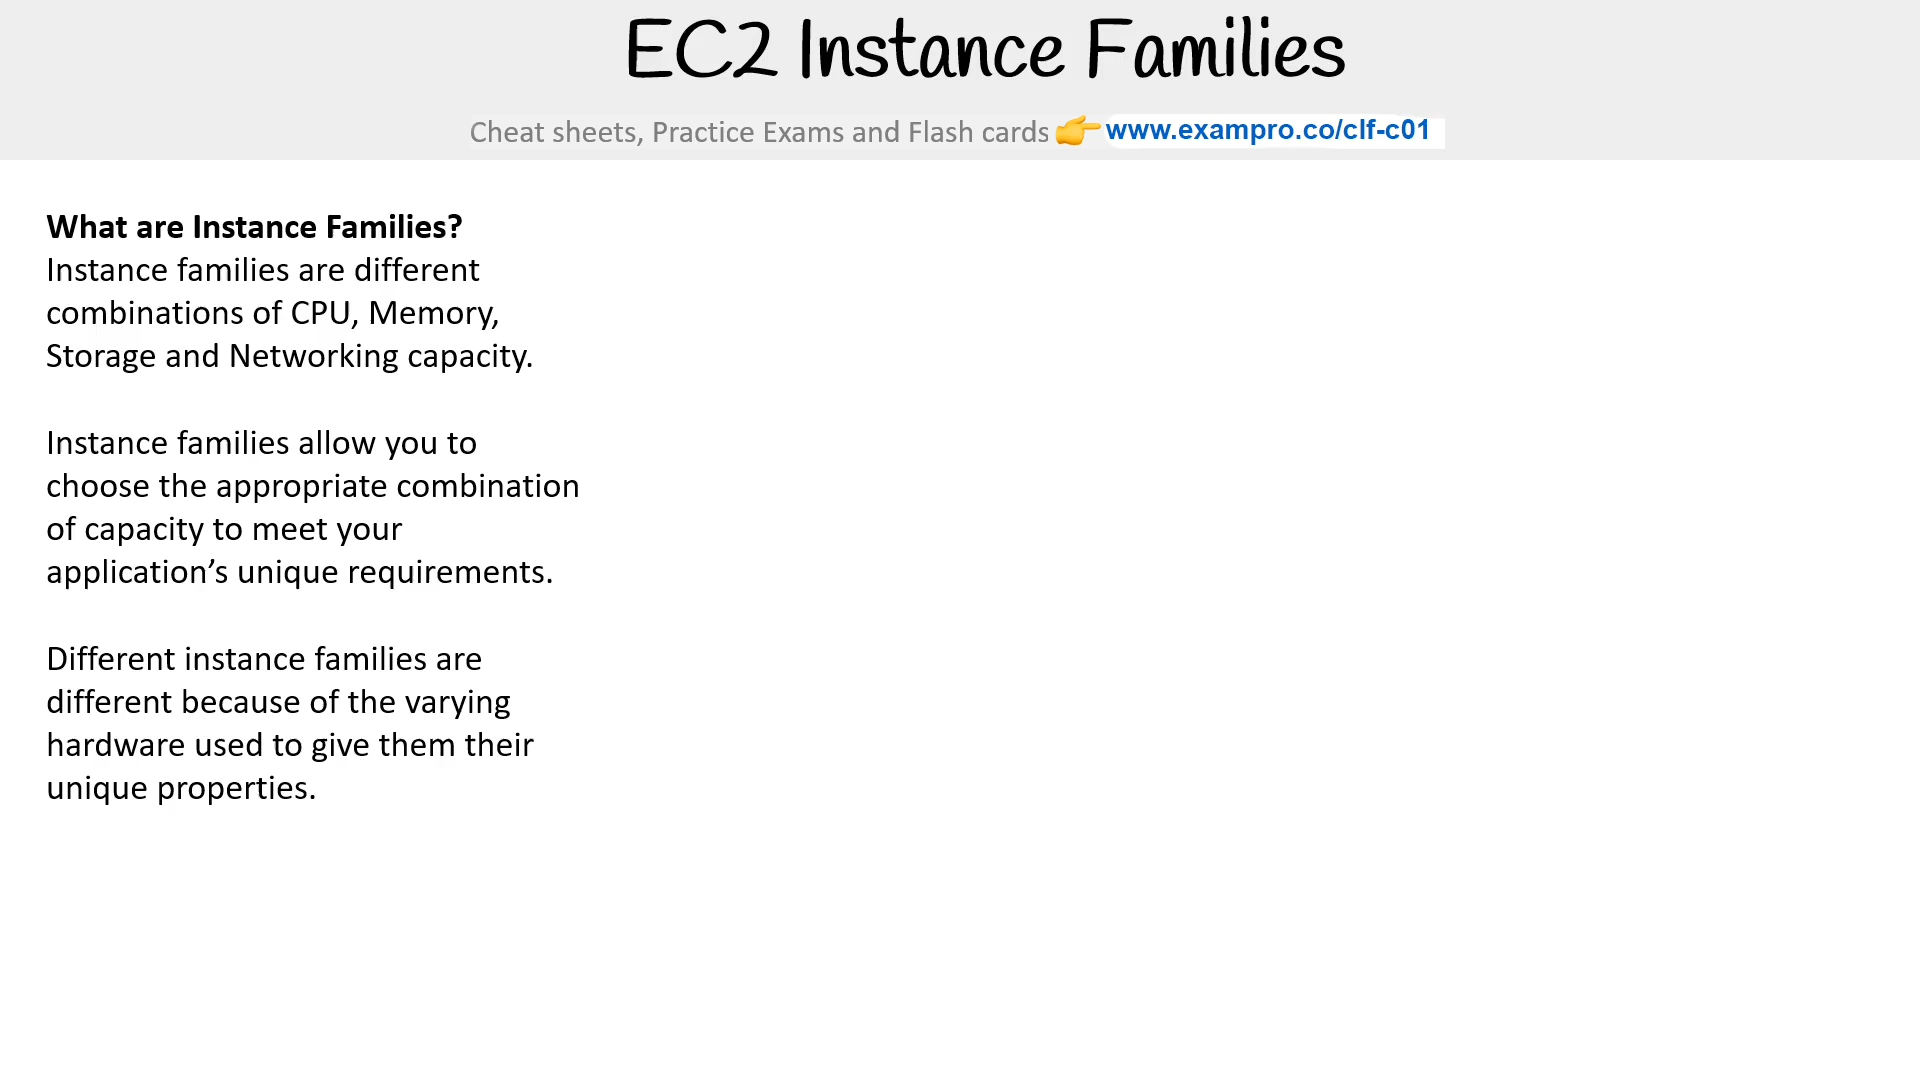 EC2 Instance Families
Cheat sheets, Practice Exams and Flash cards 👉 www.exampro.co/clf-c01
What are Instance Families?
Instance families are different
combinations of CPU, Memory,
Storage and Networking capacity.
Instance families allow you to
choose the appropriate combination
of capacity to meet your
application’s unique requirements.
Different instance families are
different because of the varying
hardware used to give them their
unique properties.